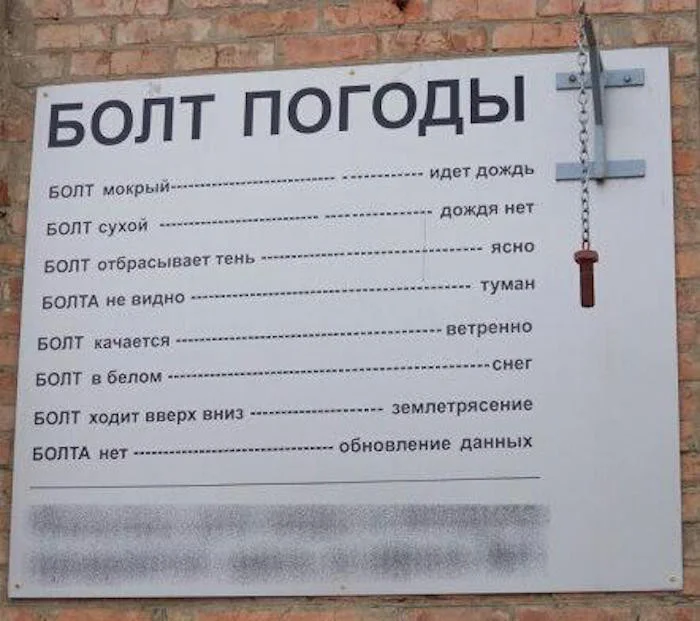 БОЛТ ПОГОДЫ
БОЛТ мокрый-------------------------- ------------- идет дождь
БОЛТ сухой -------------------------- ----------------- дождя нет
БОЛТ отбрасывает тень ----------------------------------- ясно
БОЛТА не видно --------------------------------------------- туман
БОЛТ качается ------------------------------------------- ветренно
БОЛТ в белом ----------------------------------------------------снег
БОЛТ ходит вверх вниз --------------------- землетрясение
БОЛТА нет -------------------------------- обновление данных